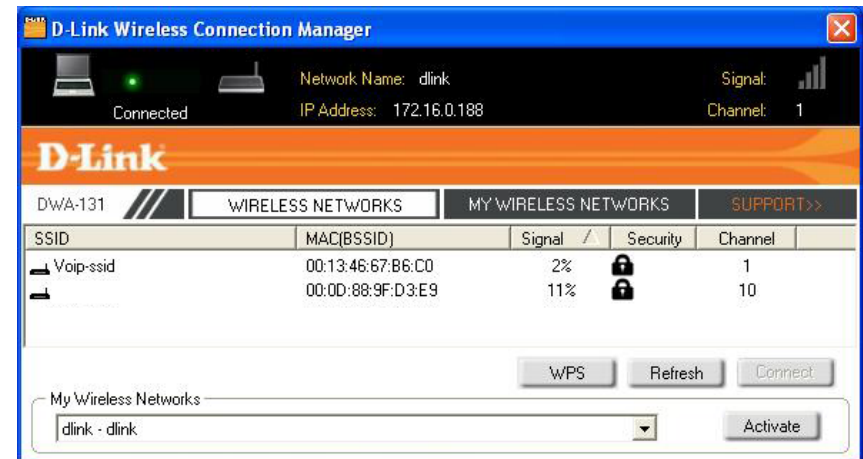 D-Link Wireless Connection Manager
Network Name: dlink Signal:
Connected IP Address: 172.16.0.188 Channel: 1
D-Link
DWA-131 WIRELESS NETWORKS MY WIRELESS NETWORKS SUPPORT>>
SSID MAC(BSSID) Signal Security Channel
Voip-ssid 00:13:46:67:B6:C0 2% 1
00:0D:88:9F:D3:E9 11% 10
WPS Refresh Connect
My Wireless Networks
dlink - dlink Activate